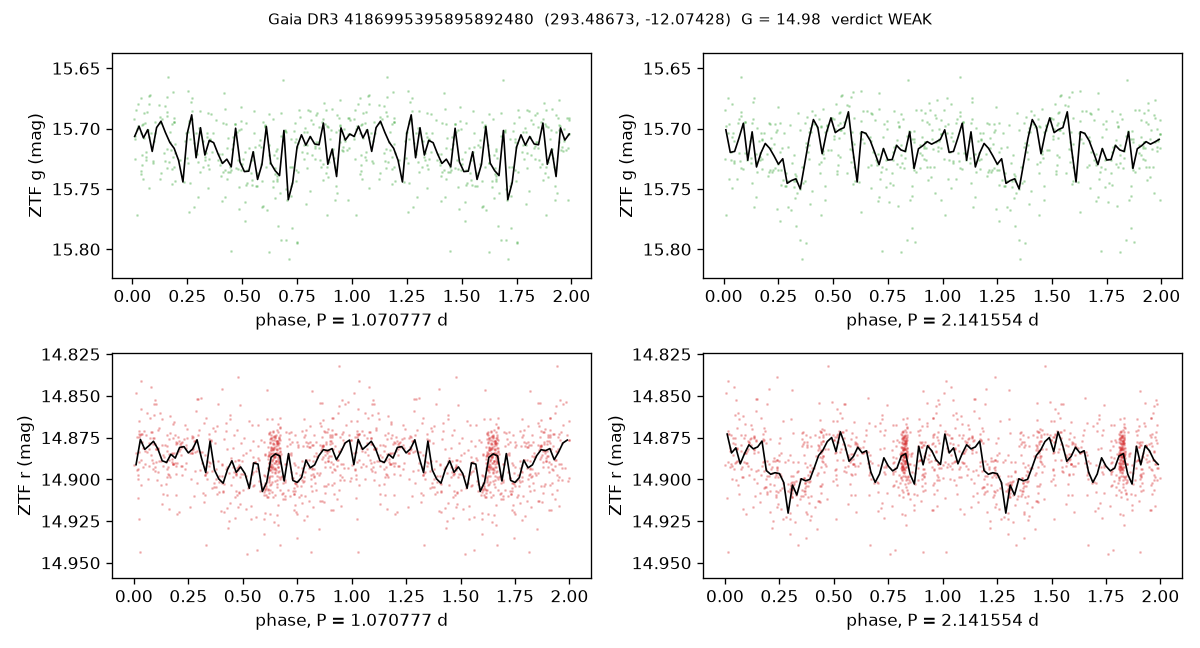 Gaia DR3 4186995395895892480  (293.48673, -12.07428)  G = 14.98  verdict WEAK
ZTF g (mag)
15.65
15.70
15.75
15.80
0.00 0.25 0.50 0.75 1.00 1.25 1.50 1.75 2.00
phase, P = 1.070777 d
ZTF g (mag)
15.65
15.70
15.75
15.80
0.00 0.25 0.50 0.75 1.00 1.25 1.50 1.75 2.00
phase, P = 2.141554 d
ZTF r (mag)
14.825
14.850
14.875
14.900
14.925
14.950
0.00 0.25 0.50 0.75 1.00 1.25 1.50 1.75 2.00
phase, P = 1.070777 d
ZTF r (mag)
14.825
14.850
14.875
14.900
14.925
14.950
0.00 0.25 0.50 0.75 1.00 1.25 1.50 1.75 2.00
phase, P = 2.141554 d